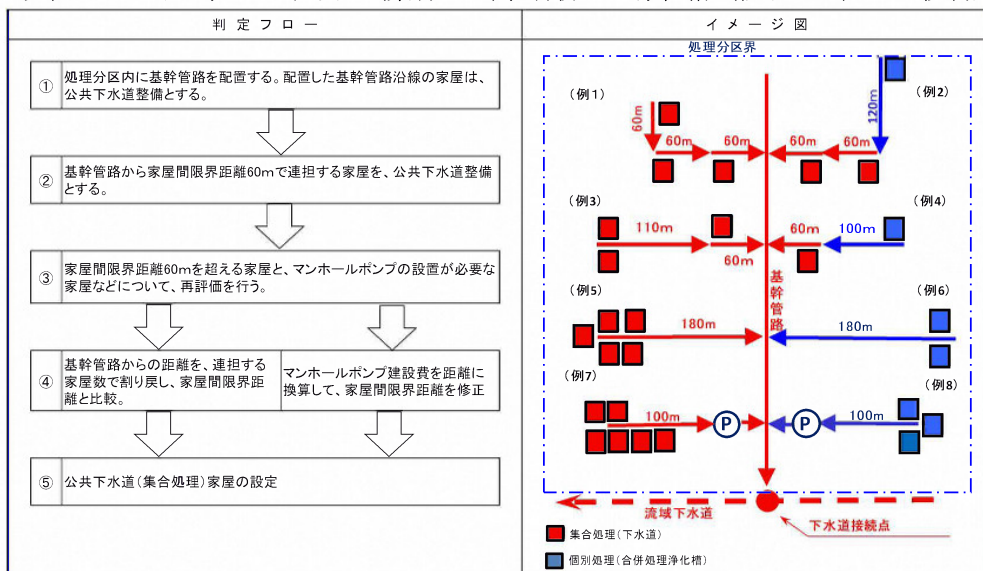 判定フロー
イメージ図
① 処理分区内に基幹管路を配置する。配置した基幹管路沿線の家屋は、
公共下水道整備とする。
② 基幹管路から家屋間限界距離60mで連担する家屋を、公共下水道整備
とする。
③ 家屋間限界距離60mを超える家屋と、マンホールポンプの設置が必要な
家屋などについて、再評価を行う。
④ 基幹管路からの距離を、連担する
家屋数で割り戻し、家屋間限界距
離と比較。
マンホールポンプ建設費を距離に
換算して、家屋間限界距離を修正
⑤ 公共下水道(集合処理)家屋の設定
処理分区界
(例1)
60m
60m
60m
(例2)
120m
60m
60m
(例3)
110m
60m
(例4)
60m
100m
基幹管路
(例5)
180m
(例6)
180m
(例7)
100m
P
(例8)
P
100m
流域下水道
下水道接続点
集合処理(下水道)
個別処理(合併処理浄化槽)